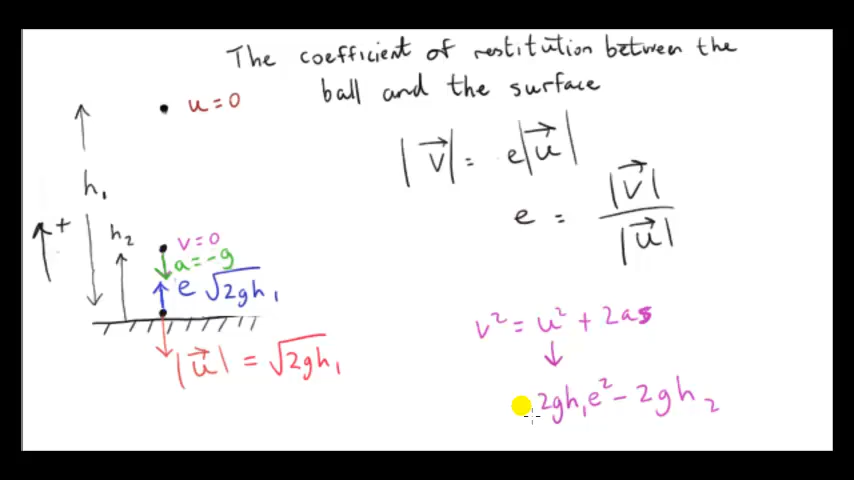 The coefficient of restitution between the
ball and the surface
u = 0
|v⃗| = e|u⃗|
h₁
e = |v⃗| / |u⃗|
+
h₂
v = 0
a = -g
e √2gh₁
v² = u² + 2as
|u⃗| = √2gh₁
2gh₁e² - 2gh₂